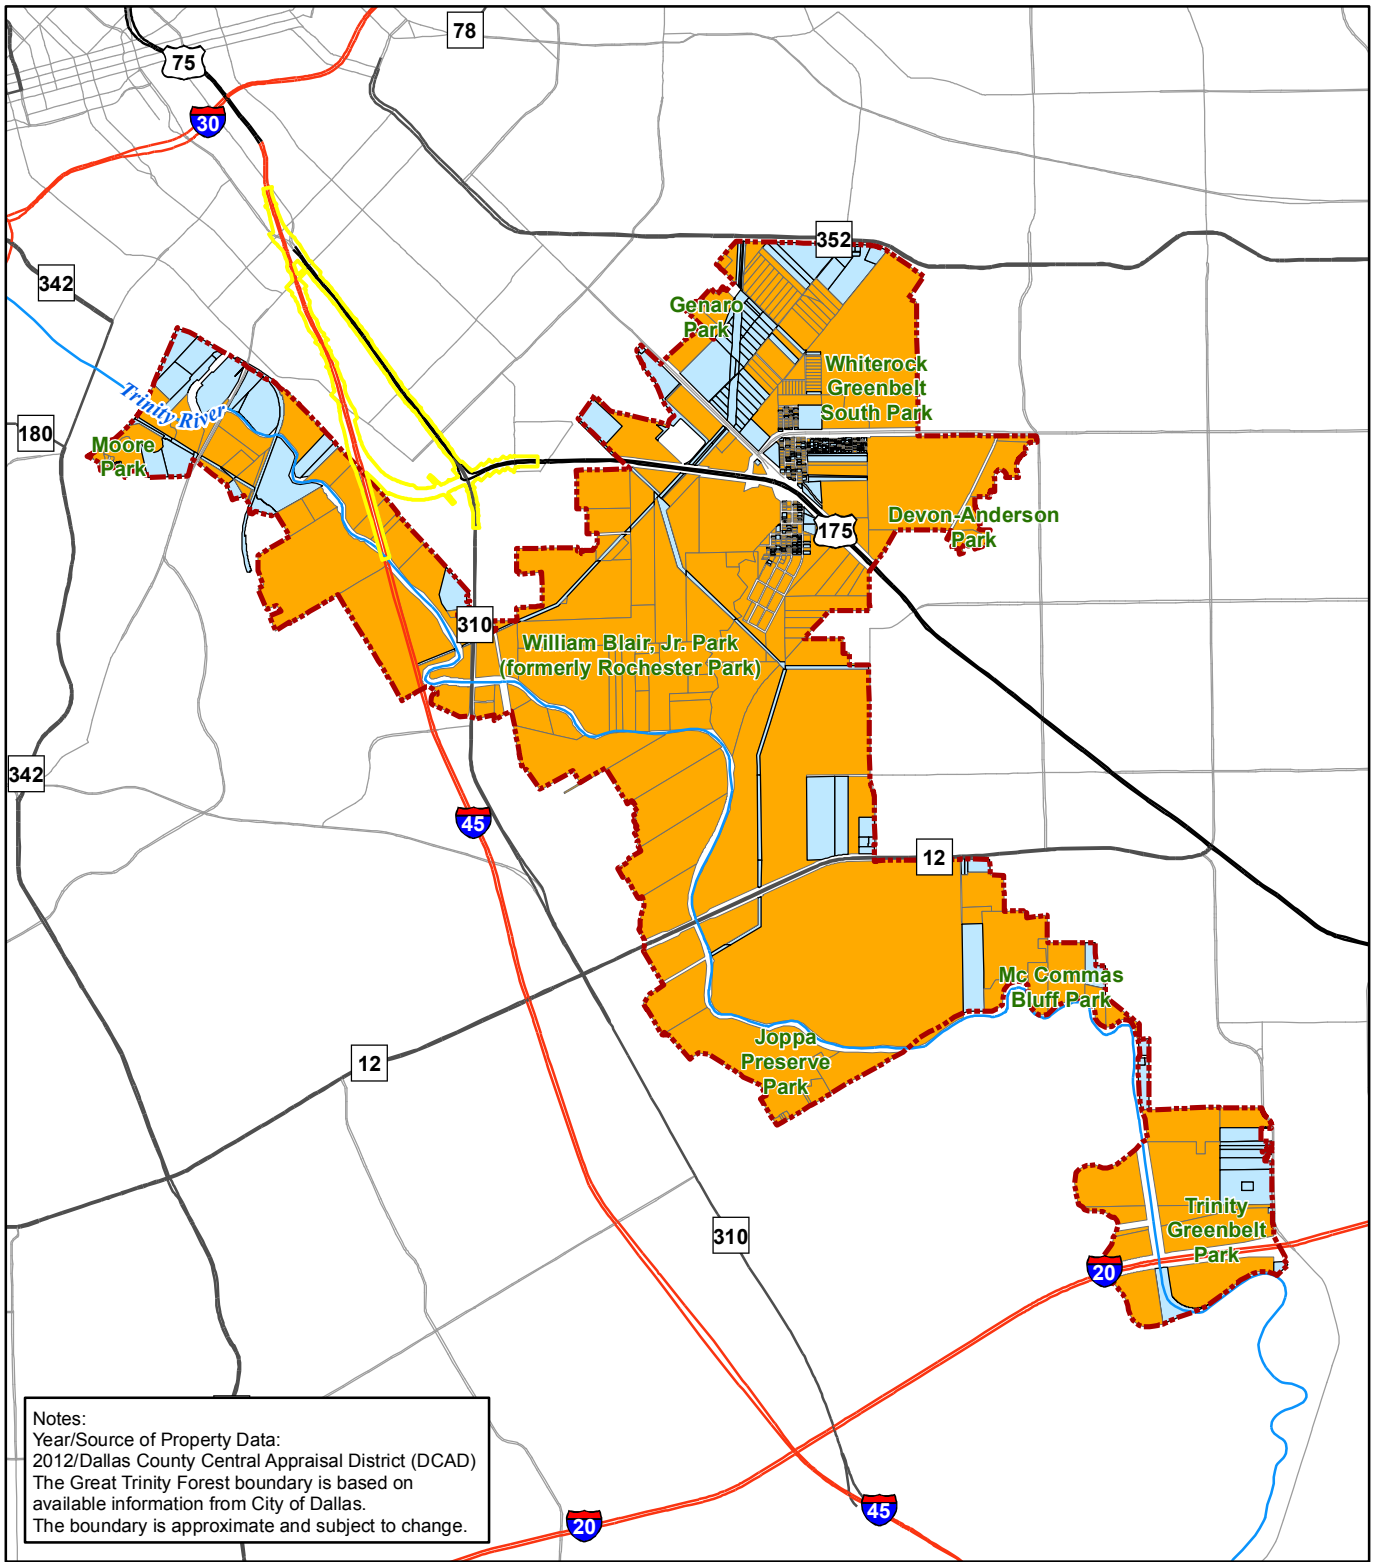 78
75
30
352
342
Genaro
Park
Whiterock
Greenbelt
South Park
Trinity River
180
Moore
Park
Devon-Anderson
Park
175
310
William Blair, Jr. Park
(formerly Rochester Park)
342
45
12
Mc Commas
Bluff Park
Joppa
Preserve
Park
12
Trinity
Greenbelt
Park
310
20
Notes:
Year/Source of Property Data:
2012/Dallas County Central Appraisal District (DCAD)
The Great Trinity Forest boundary is based on
available information from City of Dallas.
The boundary is approximate and subject to change.
45
20